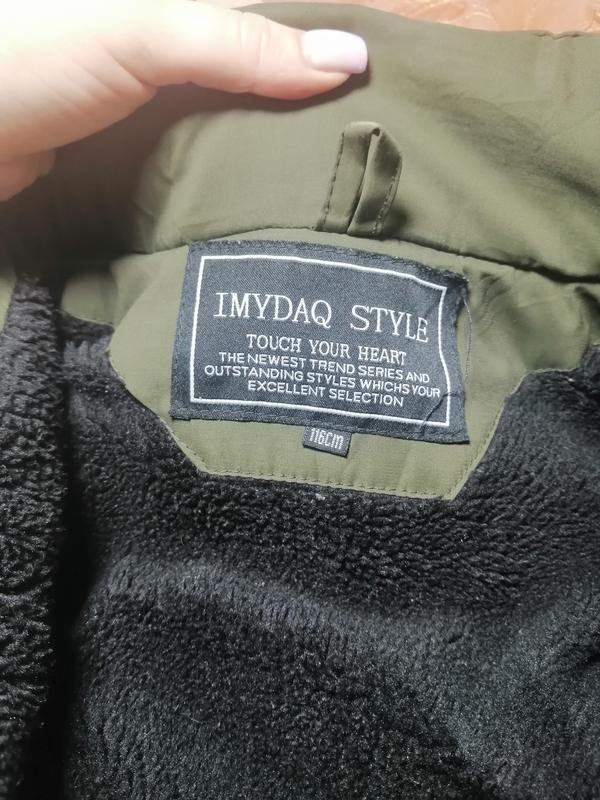 IMYDAQ STYLE
TOUCH YOUR HEART
THE NEWEST TREND SERIES AND
OUTSTANDING STYLES WHICHS YOUR
EXCELLENT SELECTION
116cm